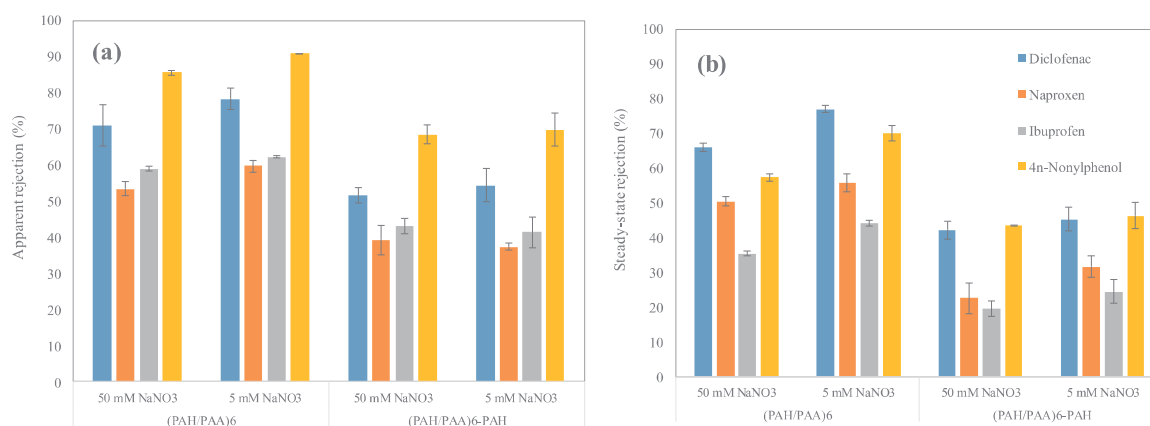 (a)
Apparent rejection (%)
100
90
80
70
60
50
40
30
20
10
0
50 mM NaNO3
5 mM NaNO3
50 mM NaNO3
5 mM NaNO3
(PAH/PAA)6
(PAH/PAA)6-PAH
(b)
Steady-state rejection (%)
100
90
80
70
60
50
40
30
20
10
0
Diclofenac
Naproxen
Ibuprofen
4n-Nonylphenol
50 mM NaNO3
5 mM NaNO3
50 mM NaNO3
5 mM NaNO3
(PAH/PAA)6
(PAH/PAA)6-PAH